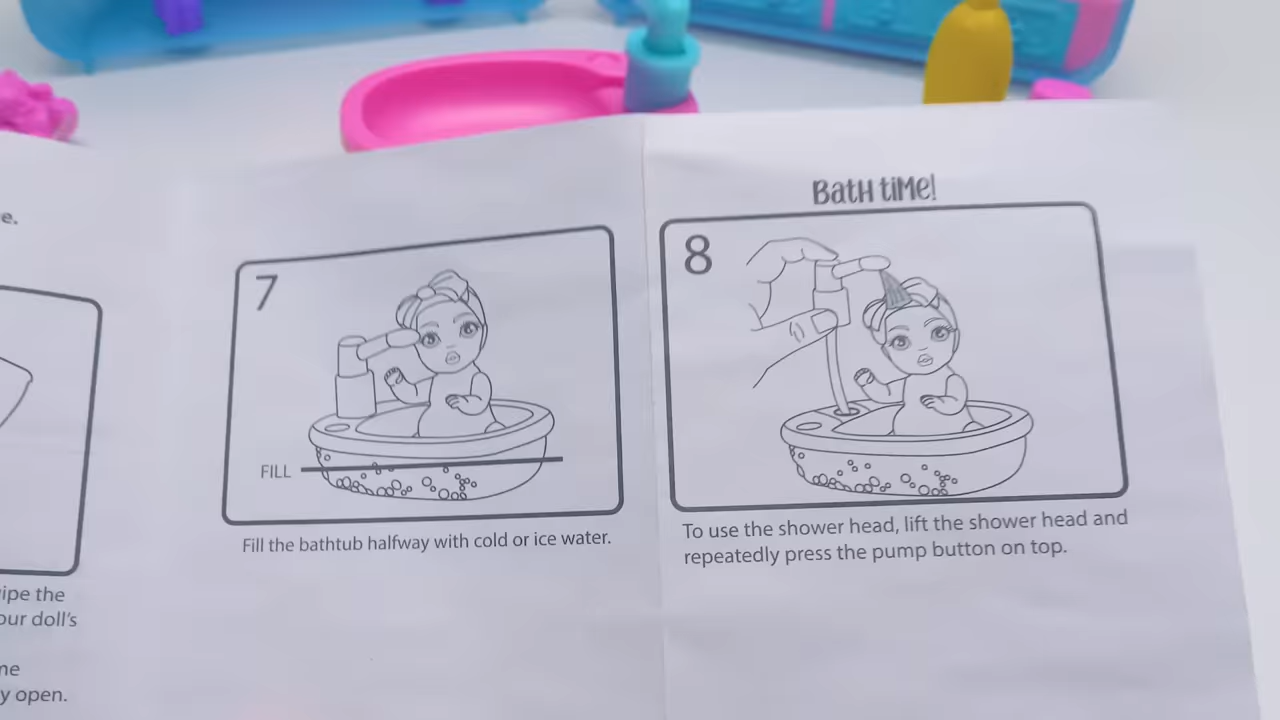 e.
ipe the
our doll's
ne
y open.
7
FILL
Fill the bathtub halfway with cold or ice water.
Bath time!
8
To use the shower head, lift the shower head and
repeatedly press the pump button on top.